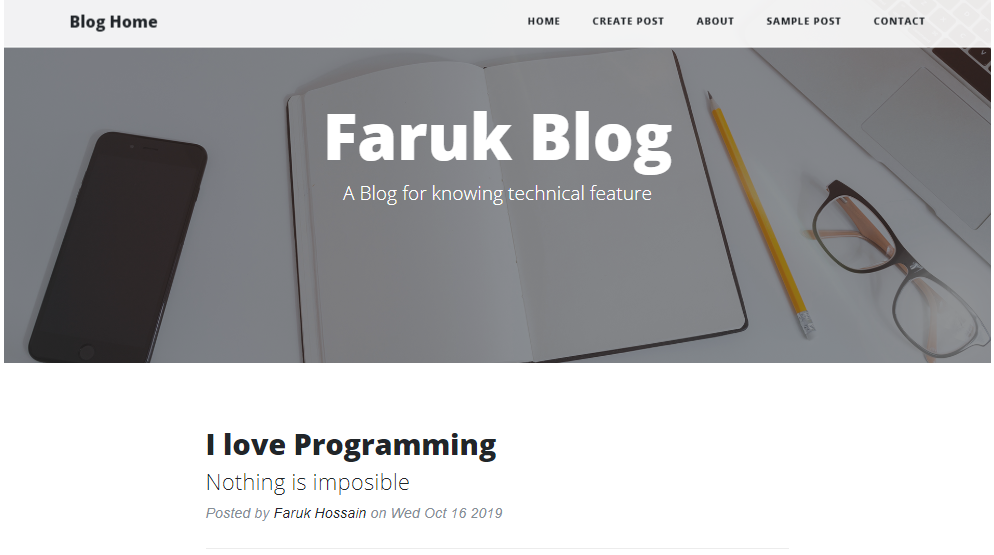 Blog Home
HOME CREATE POST ABOUT SAMPLE POST CONTACT
Faruk Blog
A Blog for knowing technical feature
I love Programming
Nothing is imposible
Posted by Faruk Hossain on Wed Oct 16 2019